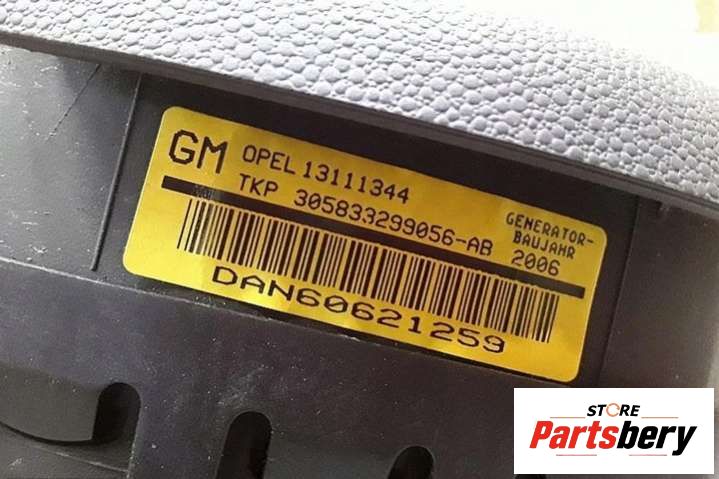 GM OPEL 13111344
TKP 305833299056-AB
GENERATOR-
BAUJAHR
2006
DAN60621259
STORE
Partsbery